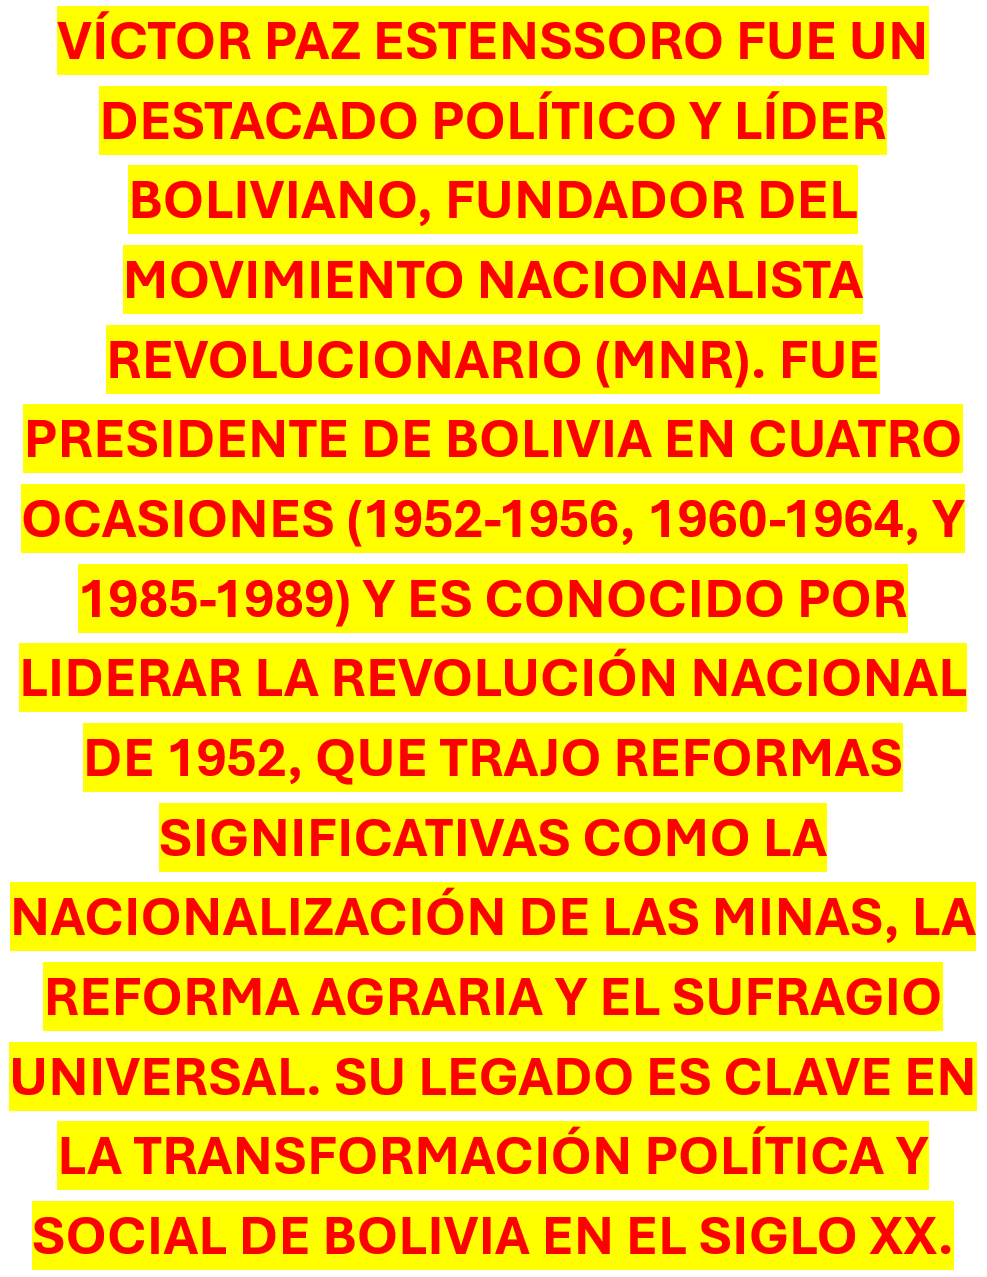 VÍCTOR PAZ ESTENSSORO FUE UN
DESTACADO POLÍTICO Y LÍDER
BOLIVIANO, FUNDADOR DEL
MOVIMIENTO NACIONALISTA
REVOLUCIONARIO (MNR). FUE
PRESIDENTE DE BOLIVIA EN CUATRO
OCASIONES (1952-1956, 1960-1964, Y
1985-1989) Y ES CONOCIDO POR
LIDERAR LA REVOLUCIÓN NACIONAL
DE 1952, QUE TRAJO REFORMAS
SIGNIFICATIVAS COMO LA
NACIONALIZACIÓN DE LAS MINAS, LA
REFORMA AGRARIA Y EL SUFRAGIO
UNIVERSAL. SU LEGADO ES CLAVE EN
LA TRANSFORMACIÓN POLÍTICA Y
SOCIAL DE BOLIVIA EN EL SIGLO XX.